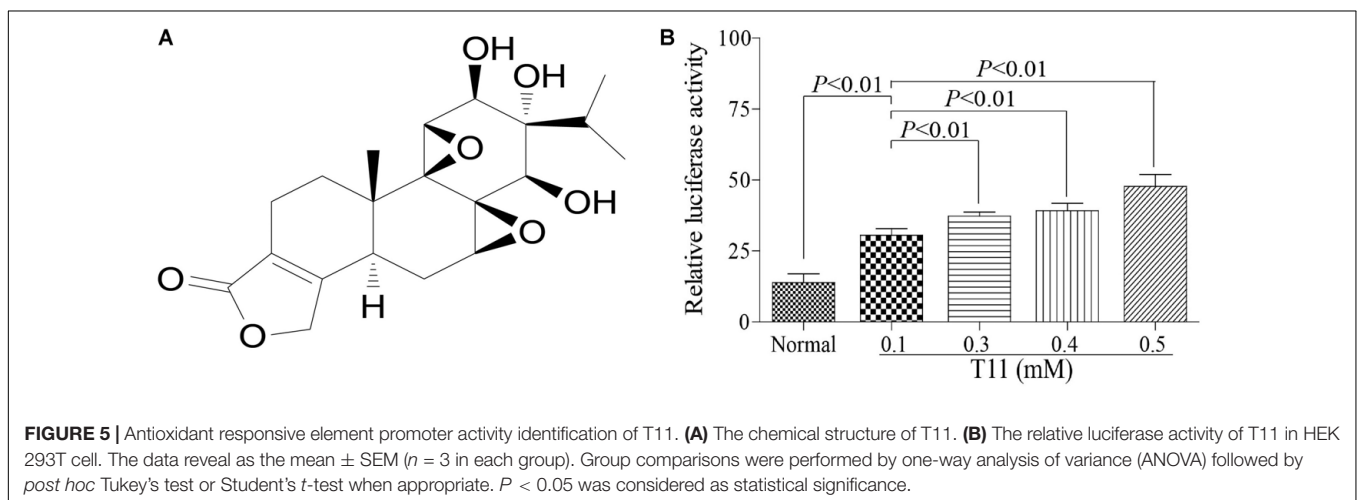 A
OH
OH
O
OH
O
H
O
O
B
Relative luciferase activity
100
75
50
25
0
P<0.01
P<0.01
P<0.01
P<0.01
Normal 0.1 0.3 0.4 0.5
T11 (mM)
FIGURE 5 | Antioxidant responsive element promoter activity identification of T11. (A) The chemical structure of T11. (B) The relative luciferase activity of T11 in HEK
293T cell. The data reveal as the mean ± SEM (n = 3 in each group). Group comparisons were performed by one-way analysis of variance (ANOVA) followed by
post hoc Tukey's test or Student's t-test when appropriate. P < 0.05 was considered as statistical significance.